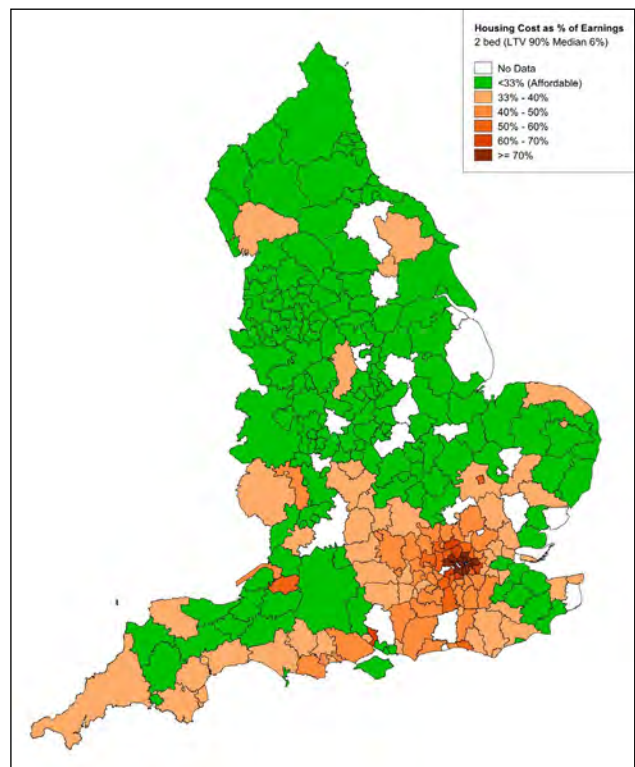 Housing Cost as % of Earnings
2 bed (LTV 90% Median 6%)
No Data
<33% (Affordable)
33% - 40%
40% - 50%
50% - 60%
60% - 70%
>= 70%